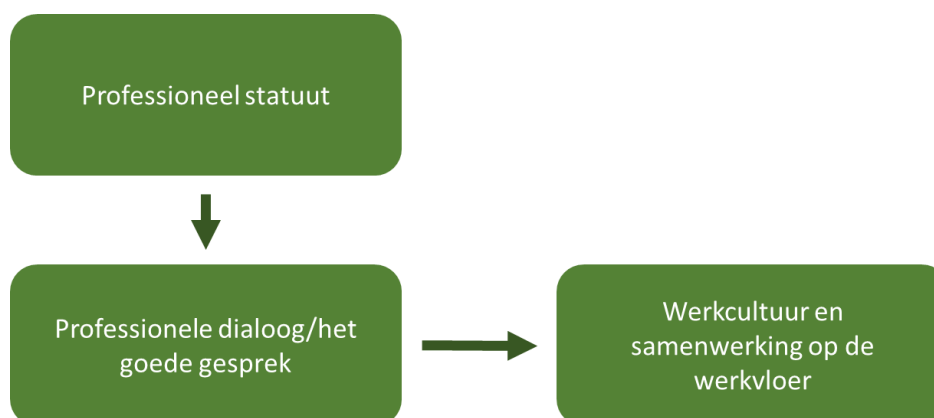 Professioneel statuut
Professionele dialoog/het
goede gesprek
Werkcultuur en
samenwerking op de
werkvloer